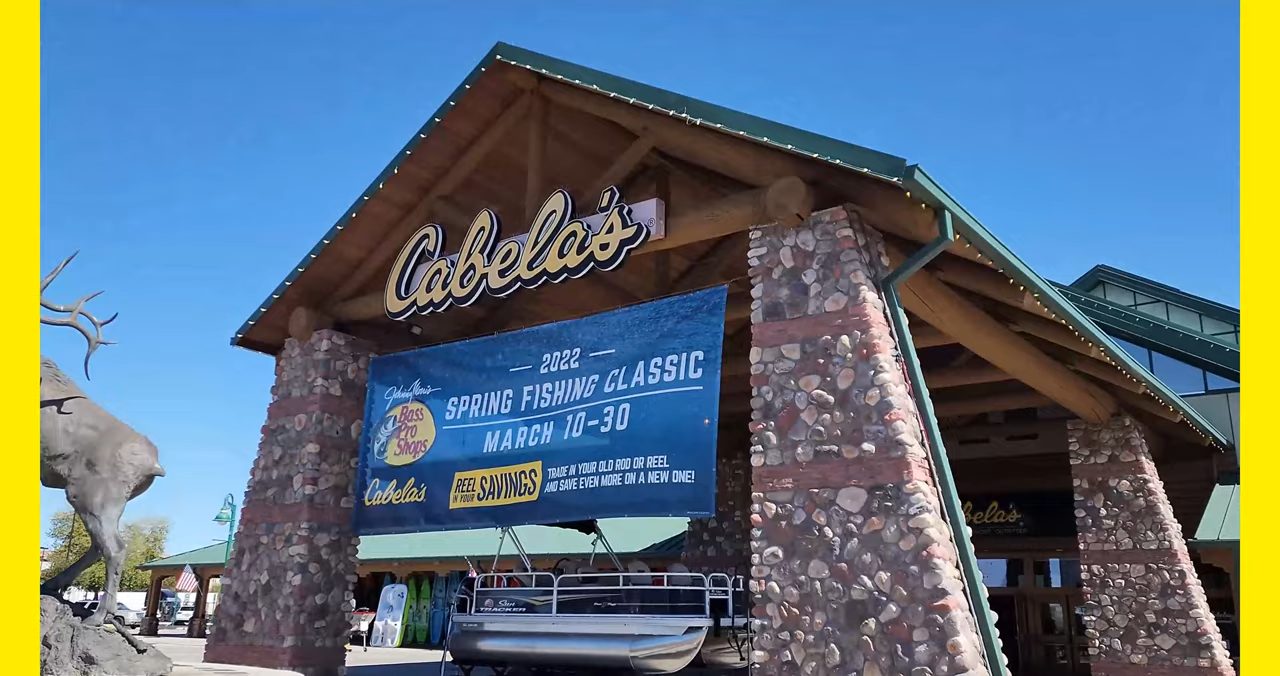 Cabela's®
2022
SPRING FISHING CLASSIC
MARCH 10-30
Johnny Morris
Bass
Pro
Shops
Cabela's
REEL
IN YOUR SAVINGS
TRADE IN YOUR OLD ROD OR REEL
AND SAVE EVEN MORE ON A NEW ONE!
belas
Sun
TRACKER